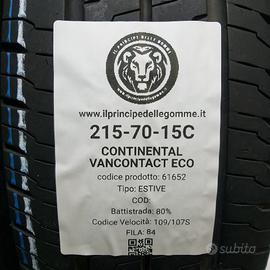 IL PRINCIPE DELLE GOMME
www.ilprincipedellegomme.it
215-70-15C
CONTINENTAL
VANCONTACT ECO
codice prodotto: 61652
Tipo: ESTIVE
COD:
Battistrada: 80%
Codice Velocità: 109/107S
FILA: 84
subito